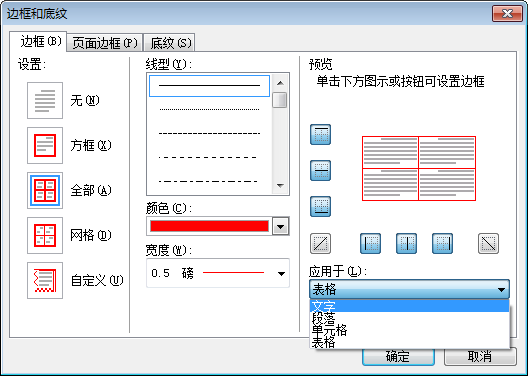 边框和底纹
边框(B)
页面边框(P)
底纹(S)
设置:
无(N)
方框(X)
全部(A)
网格(D)
自定义(U)
线型(Y):
颜色(C):
宽度(W):
0.5 磅
预览
单击下方图示或按钮可设置边框
应用于(L):
表格
文字
段落
单元格
表格
确定
取消